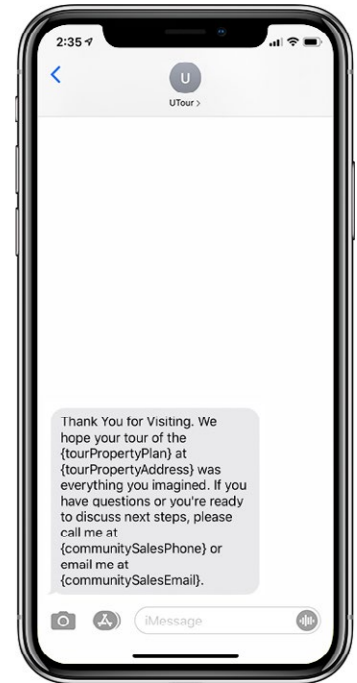 2:35
U
UTour >
Thank You for Visiting. We
hope your tour of the
{tourPropertyPlan} at
{tourPropertyAddress} was
everything you imagined. If you
have questions or you're ready
to discuss next steps, please
call me at
{communitySalesPhone} or
email me at
{communitySalesEmail}.
iMessage